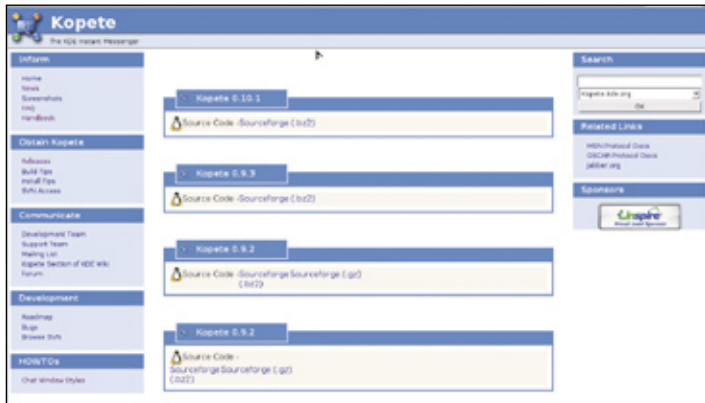 Kopete
The KDE Instant Messenger
Inform
Home
News
Screenshots
FAQ
Handbook
Obtain Kopete
Releases
Build Tips
Install Tips
SVN Access
Communicate
Development Team
Support Team
Mailing List
Kopete Section of KDE Wiki
Forum
Development
Roadmap
Bugs
Browse SVN
HOWTOs
Chat Window Styles
Kopete 0.10.1
Source Code -Sourceforge (.bz2)
Kopete 0.9.3
Source Code -Sourceforge (.bz2)
Kopete 0.9.2
Source Code -Sourceforge Sourceforge (.gz)
(.bz2)
Kopete 0.9.2
Source Code -
Sourceforge Sourceforge (.gz)
(.bz2)
Search
Kopete.kde.org
OK
Related Links
MSN Protocol Docs
OSCAR Protocol Docs
jabber.org
Sponsors
Linspire